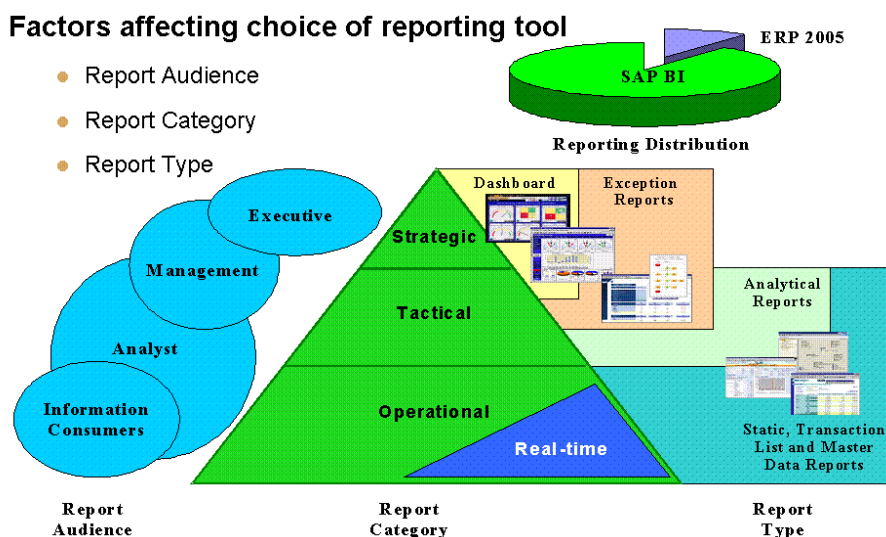 Factors affecting choice of reporting tool
Report Audience
Report Category
Report Type
ERP 2005
SAP BI
Reporting Distribution
Executive
Management
Analyst
Information
Consumers
Strategic
Tactical
Operational
Real-time
Dashboard
Exception
Reports
Analytical
Reports
Static, Transaction
List and Master
Data Reports
Report
Audience
Report
Category
Report
Type